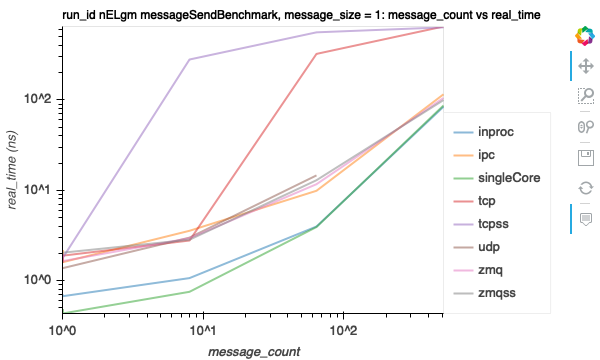 run_id nELgm messageSendBenchmark, message_size = 1: message_count vs real_time
real_time (ns)
10^2
10^1
10^0
10^0
10^1
10^2
message_count
inproc
ipc
singleCore
tcp
tcpss
udp
zmq
zmqss